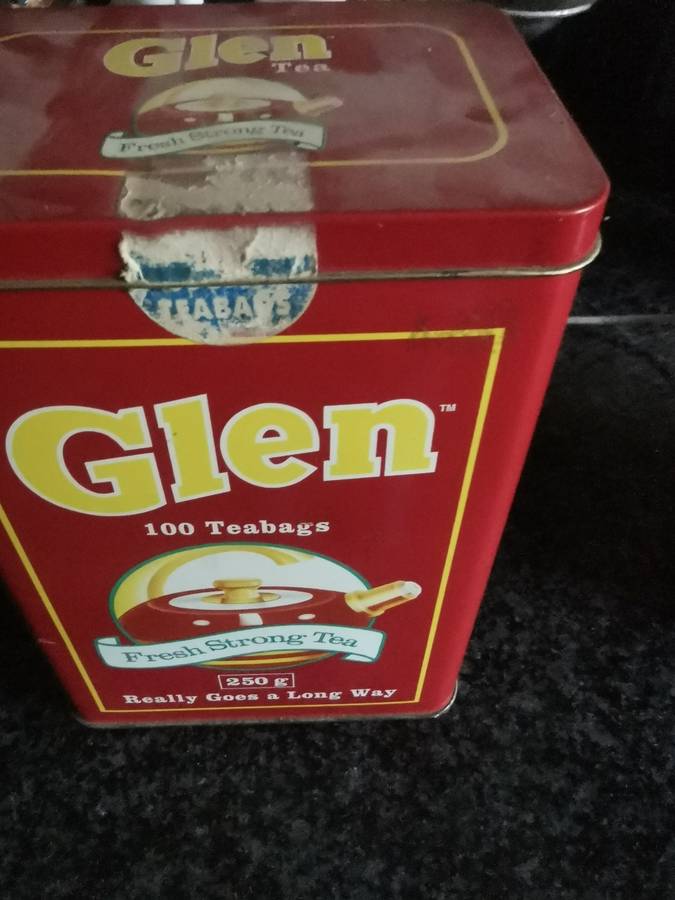 Glen
Tea
Fresh Strong Tea
TEABAGS
Glen™
100 Teabags
Fresh Strong Tea
250 g
Really Goes a Long Way